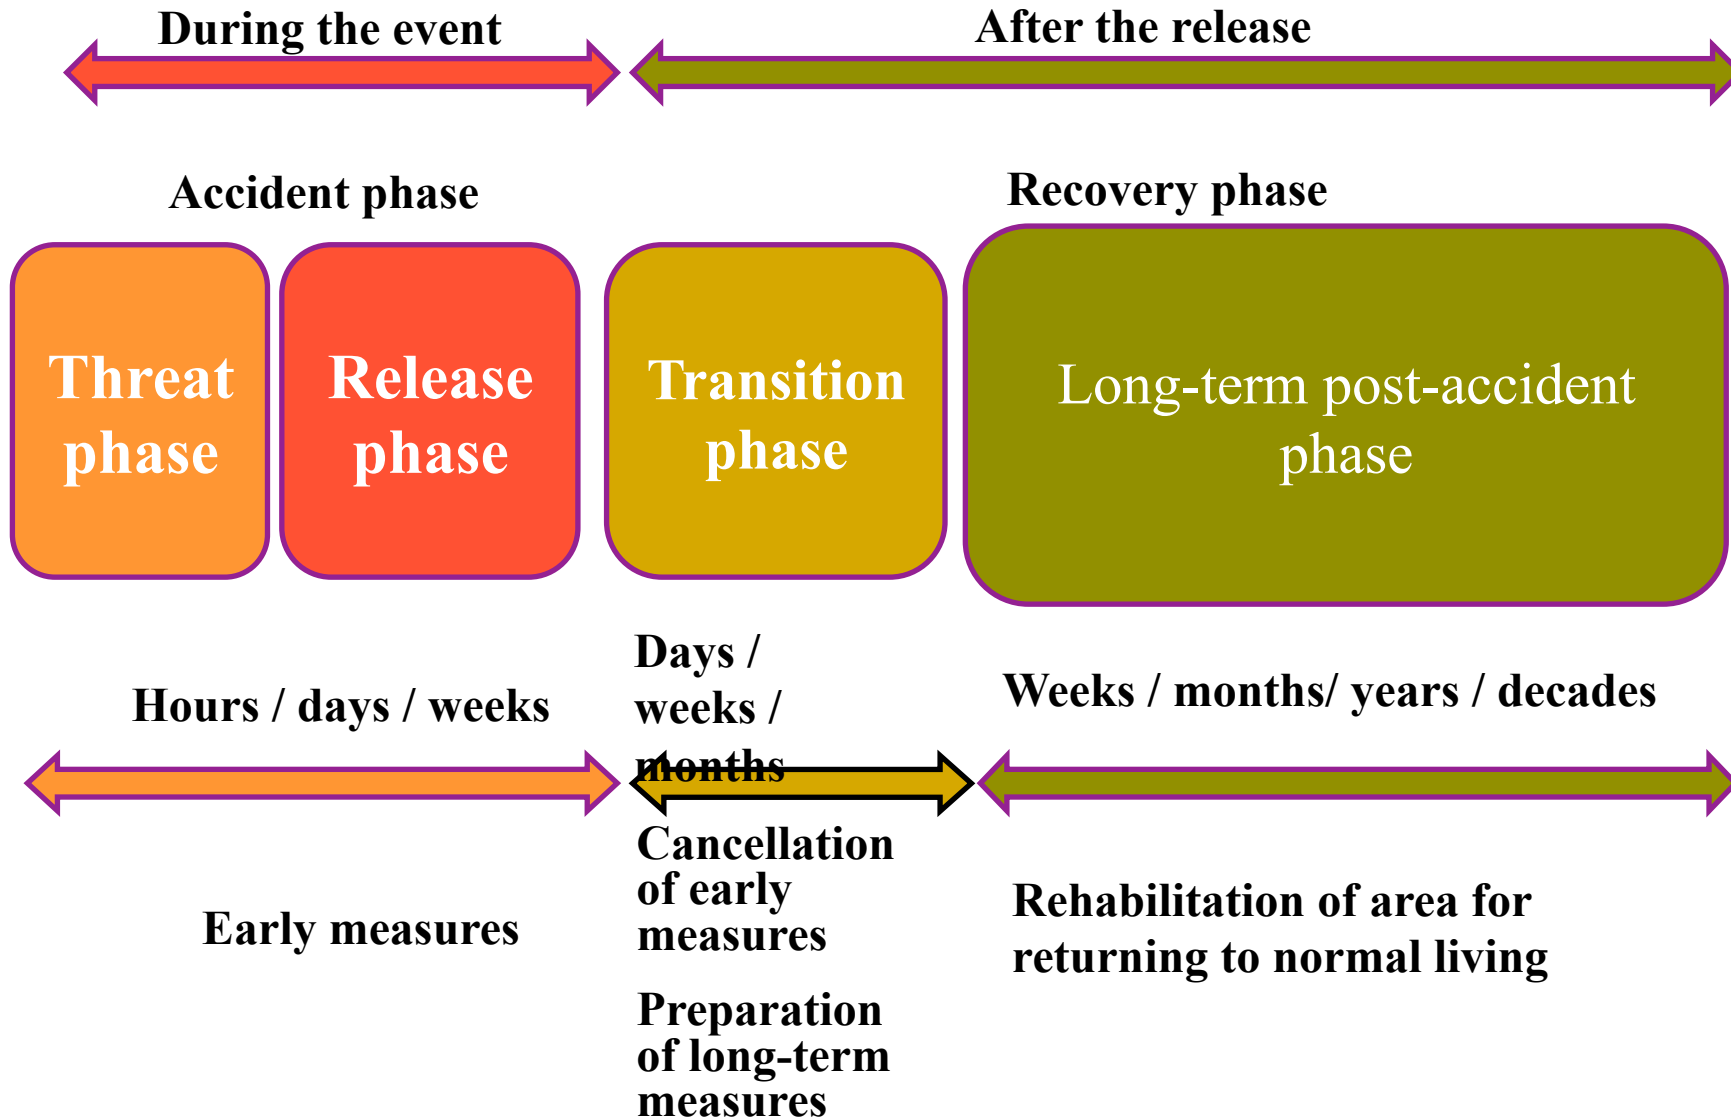 During the event
After the release
Accident phase
Recovery phase
Threat
phase
Release
phase
Transition
phase
Long-term post-accident
phase
Hours / days / weeks
Days /
weeks /
months
Weeks / months/ years / decades
Early measures
Cancellation
of early
measures
Preparation
of long-term
measures
Rehabilitation of area for
returning to normal living